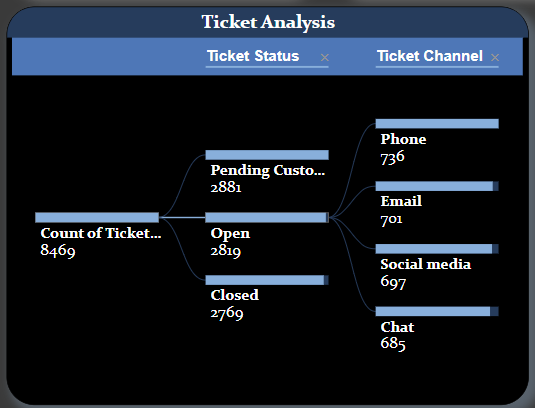 Ticket Analysis
Ticket Status ×
Ticket Channel ×
Count of Ticket...
8469
Pending Custo...
2881
Open
2819
Closed
2769
Phone
736
Email
701
Social media
697
Chat
685